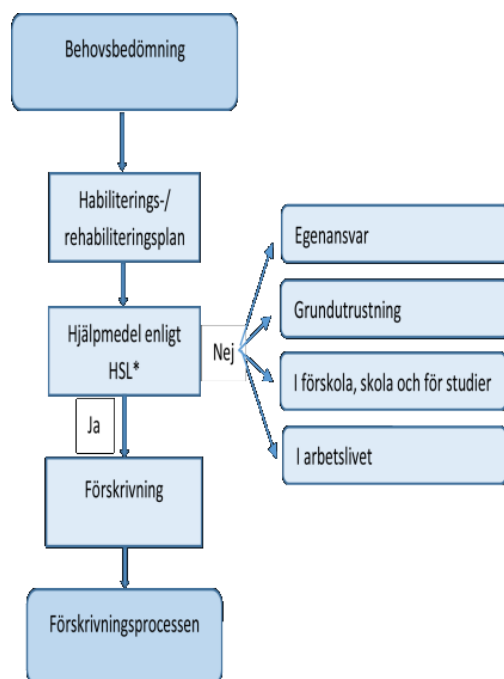 Behovsbedömning
Habiliterings-/
rehabiliteringsplan
Hjälpmedel enligt
HSL*
Nej
Egenansvar
Grundutrustning
I förskola, skola och för studier
I arbetslivet
Ja
Förskrivning
Förskrivningsprocessen